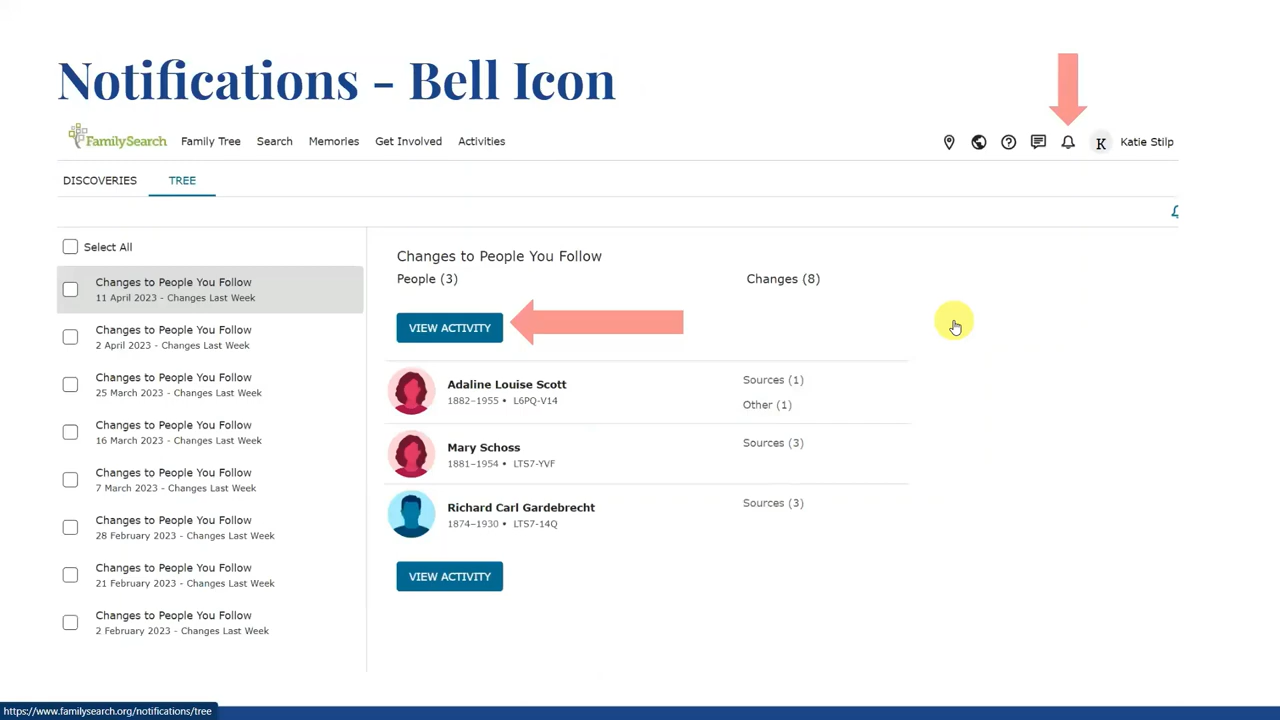 Notifications - Bell Icon
FamilySearch Family Tree Search Memories Get Involved Activities K Katie Stilp
DISCOVERIES TREE
Select All
Changes to People You Follow
11 April 2023 - Changes Last Week
Changes to People You Follow
2 April 2023 - Changes Last Week
Changes to People You Follow
25 March 2023 - Changes Last Week
Changes to People You Follow
16 March 2023 - Changes Last Week
Changes to People You Follow
7 March 2023 - Changes Last Week
Changes to People You Follow
28 February 2023 - Changes Last Week
Changes to People You Follow
21 February 2023 - Changes Last Week
Changes to People You Follow
2 February 2023 - Changes Last Week
Changes to People You Follow
People (3) Changes (8)
VIEW ACTIVITY
Adaline Louise Scott Sources (1)
1882–1955 • L6PQ-V14 Other (1)
Mary Schoss Sources (3)
1881–1954 • LTS7-YVF
Richard Carl Gardebrecht Sources (3)
1874–1930 • LTS7-14Q
VIEW ACTIVITY
https://www.familysearch.org/notifications/tree